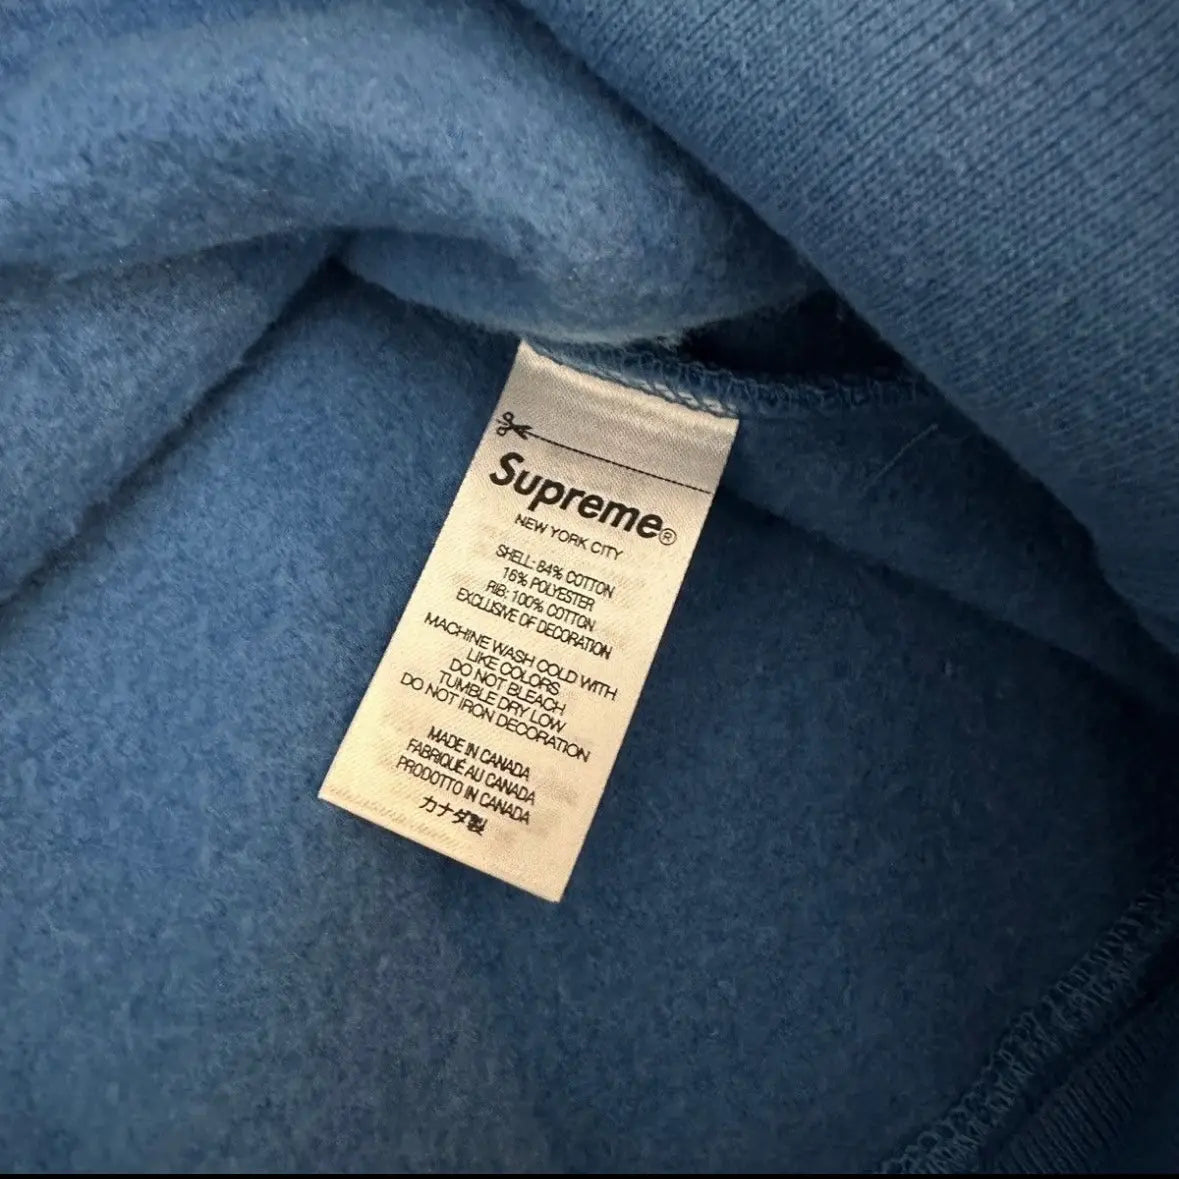 Supreme®
NEW YORK CITY
SHELL: 84% COTTON
16% POLYESTER
RIB: 100% COTTON
EXCLUSIVE OF DECORATION
MACHINE WASH COLD WITH
LIKE COLORS
DO NOT BLEACH
TUMBLE DRY LOW
DO NOT IRON DECORATION
MADE IN CANADA
FABRIQUÉ AU CANADA
PRODOTTO IN CANADA
カナダ製